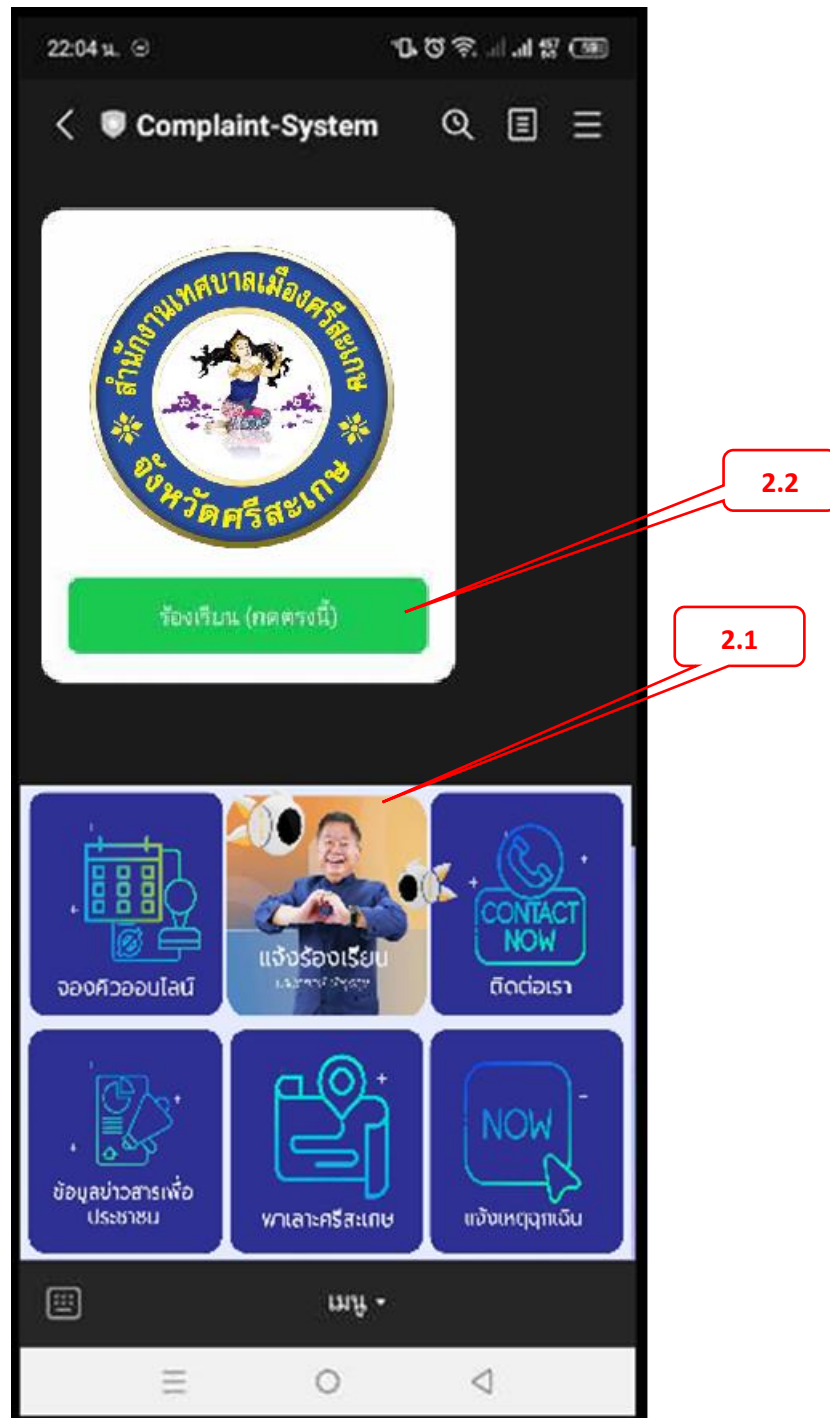 22:04 น.
Complaint-System
สำนักงานเทศบาลเมืองศรีสะเกษ
จังหวัดศรีสะเกษ
2.2
ร้องเรียน (กดตรงนี้)
2.1
จองคิวออนไลน์
แจ้งร้องเรียน
CONTACT
NOW
ติดต่อเรา
ข้อมูลข่าวสารเพื่อ
ประชาชน
พาเลาะศรีสะเกษ
NOW
แจ้งเหตุฉุกเฉิน
เมนู